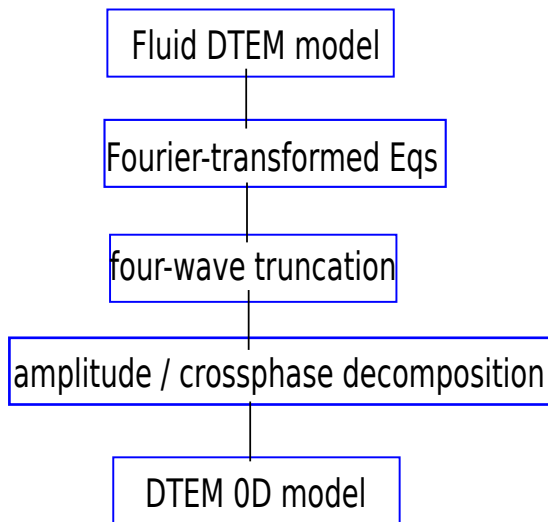 Fluid DTEM model
Fourier-transformed Eqs
four-wave truncation
amplitude / crossphase decomposition
DTEM 0D model